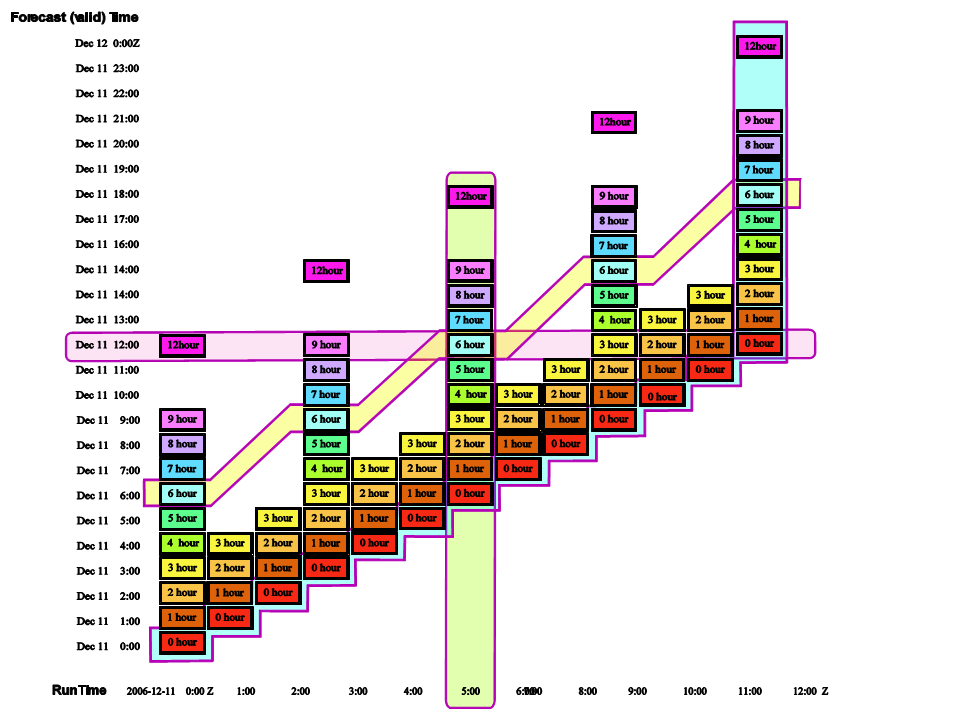 Forecast (valid) Time
Dec 12 0:00Z 12hour
Dec 11 23:00
Dec 11 22:00
Dec 11 21:00 12hour 9 hour
Dec 11 20:00 8 hour
Dec 11 19:00 7 hour
Dec 11 18:00 12hour 9 hour 6 hour
Dec 11 17:00 8 hour 5 hour
Dec 11 16:00 7 hour 4 hour
Dec 11 14:00 12hour 9 hour 6 hour 3 hour
Dec 11 14:00 8 hour 5 hour 3 hour 2 hour
Dec 11 13:00 7 hour 4 hour 3 hour 2 hour 1 hour
Dec 11 12:00 12hour 9 hour 6 hour 3 hour 2 hour 1 hour 0 hour
Dec 11 11:00 8 hour 5 hour 3 hour 2 hour 1 hour 0 hour
Dec 11 10:00 7 hour 4 hour 3 hour 2 hour 1 hour 0 hour
Dec 11 9:00 9 hour 6 hour 3 hour 2 hour 1 hour 0 hour
Dec 11 8:00 8 hour 5 hour 3 hour 2 hour 1 hour 0 hour
Dec 11 7:00 7 hour 4 hour 3 hour 2 hour 1 hour 0 hour
Dec 11 6:00 6 hour 3 hour 2 hour 1 hour 0 hour
Dec 11 5:00 5 hour 3 hour 2 hour 1 hour 0 hour
Dec 11 4:00 4 hour 3 hour 2 hour 1 hour 0 hour
Dec 11 3:00 3 hour 2 hour 1 hour 0 hour
Dec 11 2:00 2 hour 1 hour 0 hour
Dec 11 1:00 1 hour 0 hour
Dec 11 0:00 0 hour
Run Time 2006-12-11 0:00 Z 1:00 2:00 3:00 4:00 5:00 8:00 9:00 10:00 11:00 12:00 Z